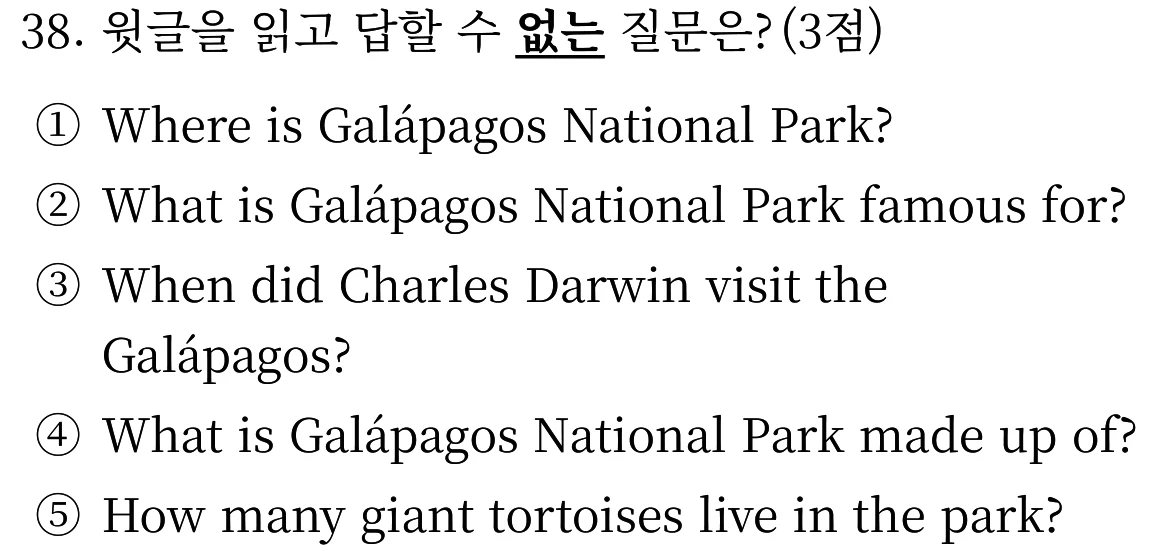 38. 윗글을 읽고 답할 수 없는 질문은?(3점)
① Where is Galápagos National Park?
② What is Galápagos National Park famous for?
③ When did Charles Darwin visit the
Galápagos?
④ What is Galápagos National Park made up of?
⑤ How many giant tortoises live in the park?